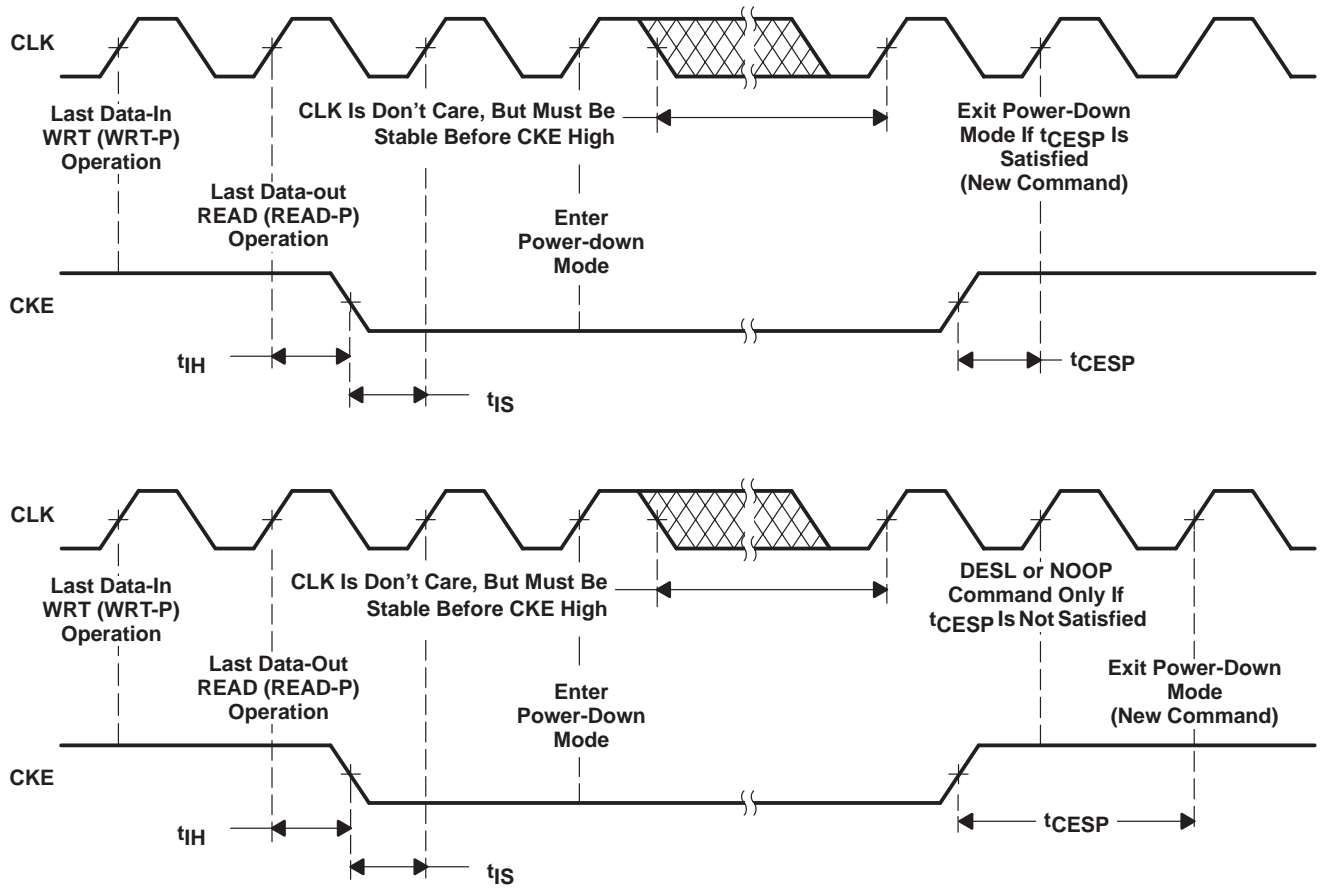 CLK
Last Data-In
WRT (WRT-P)
Operation
CLK Is Don't Care, But Must Be
Stable Before CKE High
Exit Power-Down
Mode If tCESP Is
Satisfied
(New Command)
Last Data-out
READ (READ-P)
Operation
Enter
Power-down
Mode
CKE
tIH
tCESP
tIS
CLK
Last Data-In
WRT (WRT-P)
Operation
CLK Is Don't Care, But Must Be
Stable Before CKE High
DESL or NOOP
Command Only If
tCESP Is Not Satisfied
Last Data-Out
READ (READ-P)
Operation
Enter
Power-Down
Mode
Exit Power-Down
Mode
(New Command)
CKE
tIH
tCESP
tIS